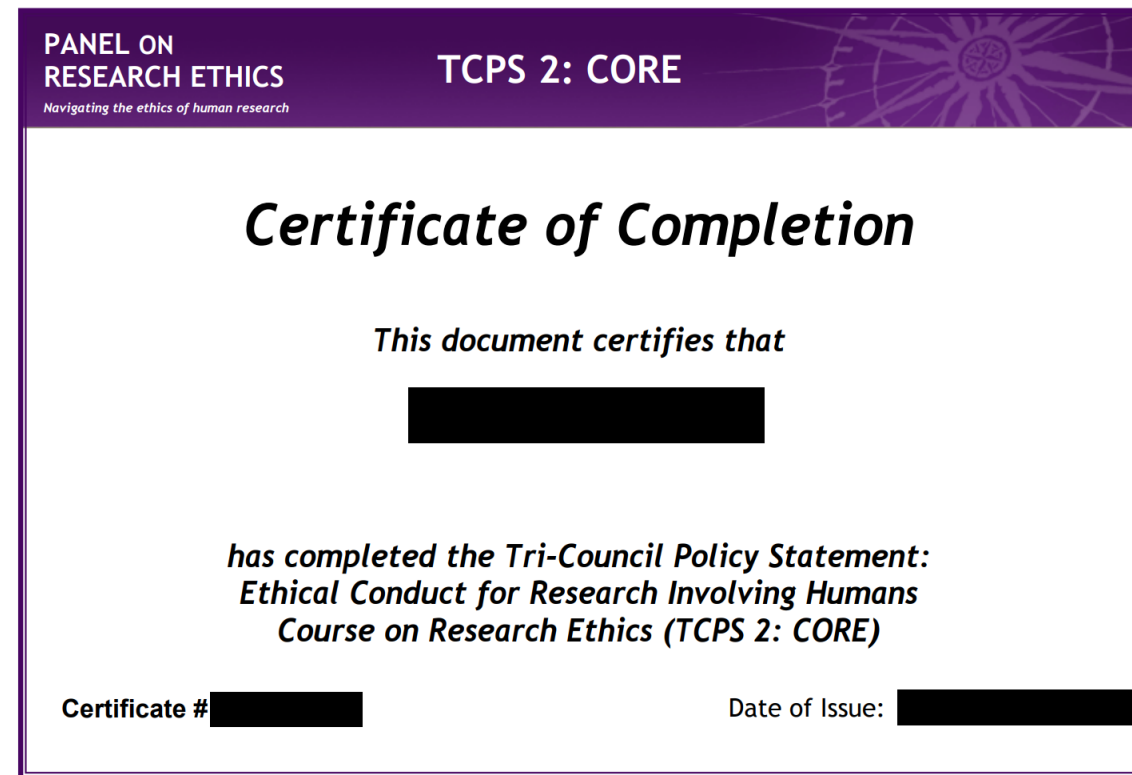 PANEL ON
RESEARCH ETHICS
Navigating the ethics of human research
TCPS 2: CORE
Certificate of Completion
This document certifies that
has completed the Tri-Council Policy Statement:
Ethical Conduct for Research Involving Humans
Course on Research Ethics (TCPS 2: CORE)
Certificate #
Date of Issue: